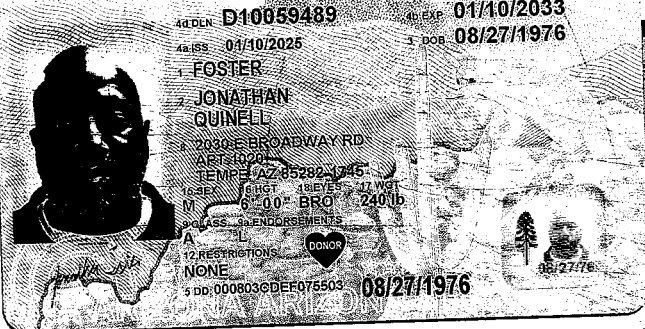 4d DLN D10059489
4b EXP 01/10/2033
4a ISS 01/10/2025
3 DOB 08/27/1976
1 FOSTER
2 JONATHAN
QUINELL
8 2030 E BROADWAY RD
APT 1020
TEMPE, AZ 85282-1745
15 SEX 16 HGT 18 EYES 17 WGT
M 6'-00" BRO 240 lb
9 CLASS 9a ENDORSEMENTS
A L
12 RESTRICTIONS
NONE
DONOR
5 DD 000803CDEF075503
08/27/1976
08/27/76
ARIZONA ARIZON